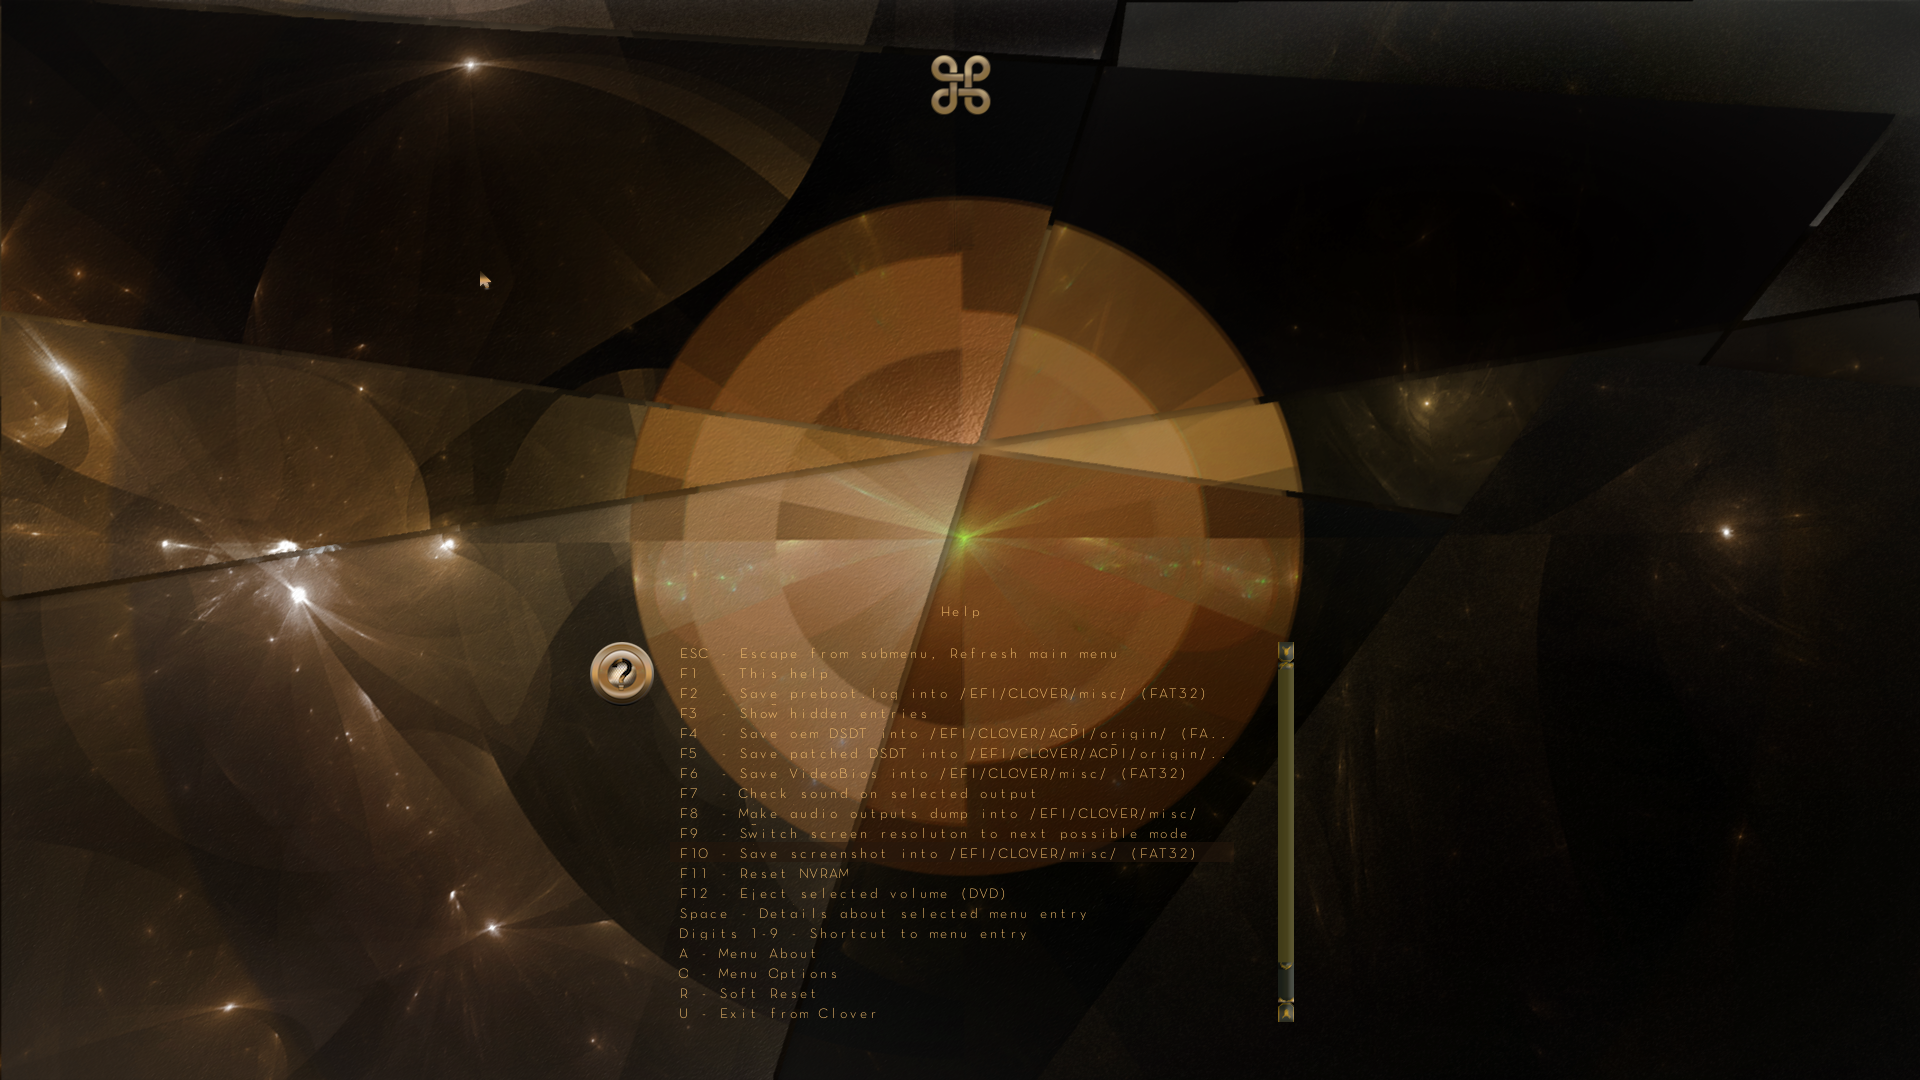 Help
ESC - Escape from submenu, Refresh main menu
F1 - This help
F2 - Save preboot.log into /EFI/CLOVER/misc/ (FAT32)
F3 - Show hidden entries
F4 - Save oem DSDT into /EFI/CLOVER/ACPI/origin/ (FA..
F5 - Save patched DSDT into /EFI/CLOVER/ACPI/origin/..
F6 - Save VideoBios into /EFI/CLOVER/misc/ (FAT32)
F7 - Check sound on selected output
F8 - Make audio outputs dump into /EFI/CLOVER/misc/
F9 - Switch screen resoluton to next possible mode
F10 - Save screenshot into /EFI/CLOVER/misc/ (FAT32)
F11 - Reset NVRAM
F12 - Eject selected volume (DVD)
Space - Details about selected menu entry
Digits 1-9 - Shortcut to menu entry
A - Menu About
O - Menu Options
R - Soft Reset
U - Exit from Clover